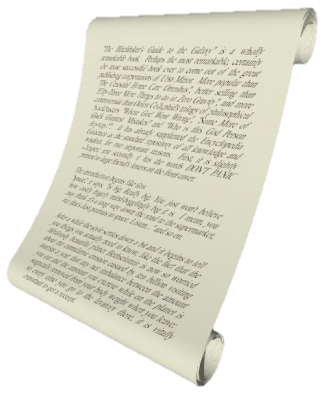 "The Hitchhiker's Guide to the Galaxy" is a wholly
remarkable book. Perhaps the most remarkable, certainly
the most successful book ever to come out of the great
publishing corporations of Ursa Minor. More popular than
"The Celestial Home Care Omnibus", better selling than
"Fifty-Three More Things to do in Zero Gravity", and more
controversial than Oolon Colluphid's trilogy of philosophical
blockbusters "Where God Went Wrong", "Some More of
God's Greatest Mistakes" and "Who is this God Person
Anyway?" It has already supplanted the Encyclopedia
Galactica as the standard repository of all knowledge and
wisdom, for two important reasons. First, it is slightly
cheaper, and secondly it has the words DON'T PANIC
printed in large friendly letters on the front cover.
The introduction begins like this:
"Space," it says, "is big. Really big. You just won't believe
how vastly hugely mindbogglingly big it is. I mean, you
may think it's a long way down the road to the supermarket,
but that's just peanuts to space. Listen..." and so on.
After a while the style settles down a bit and it begins to tell
you things you actually need to know, like the fact that the
fabulously beautiful planet Bethselamin is now so worried
about the cumulative erosion caused by ten billion visiting
tourists a year that any net imbalance between the amount
you eat and the amount you excrete while on the planet is
surgically removed from your body weight when you leave:
so every time you go to the lavatory there, it is vitally
important to get a receipt.